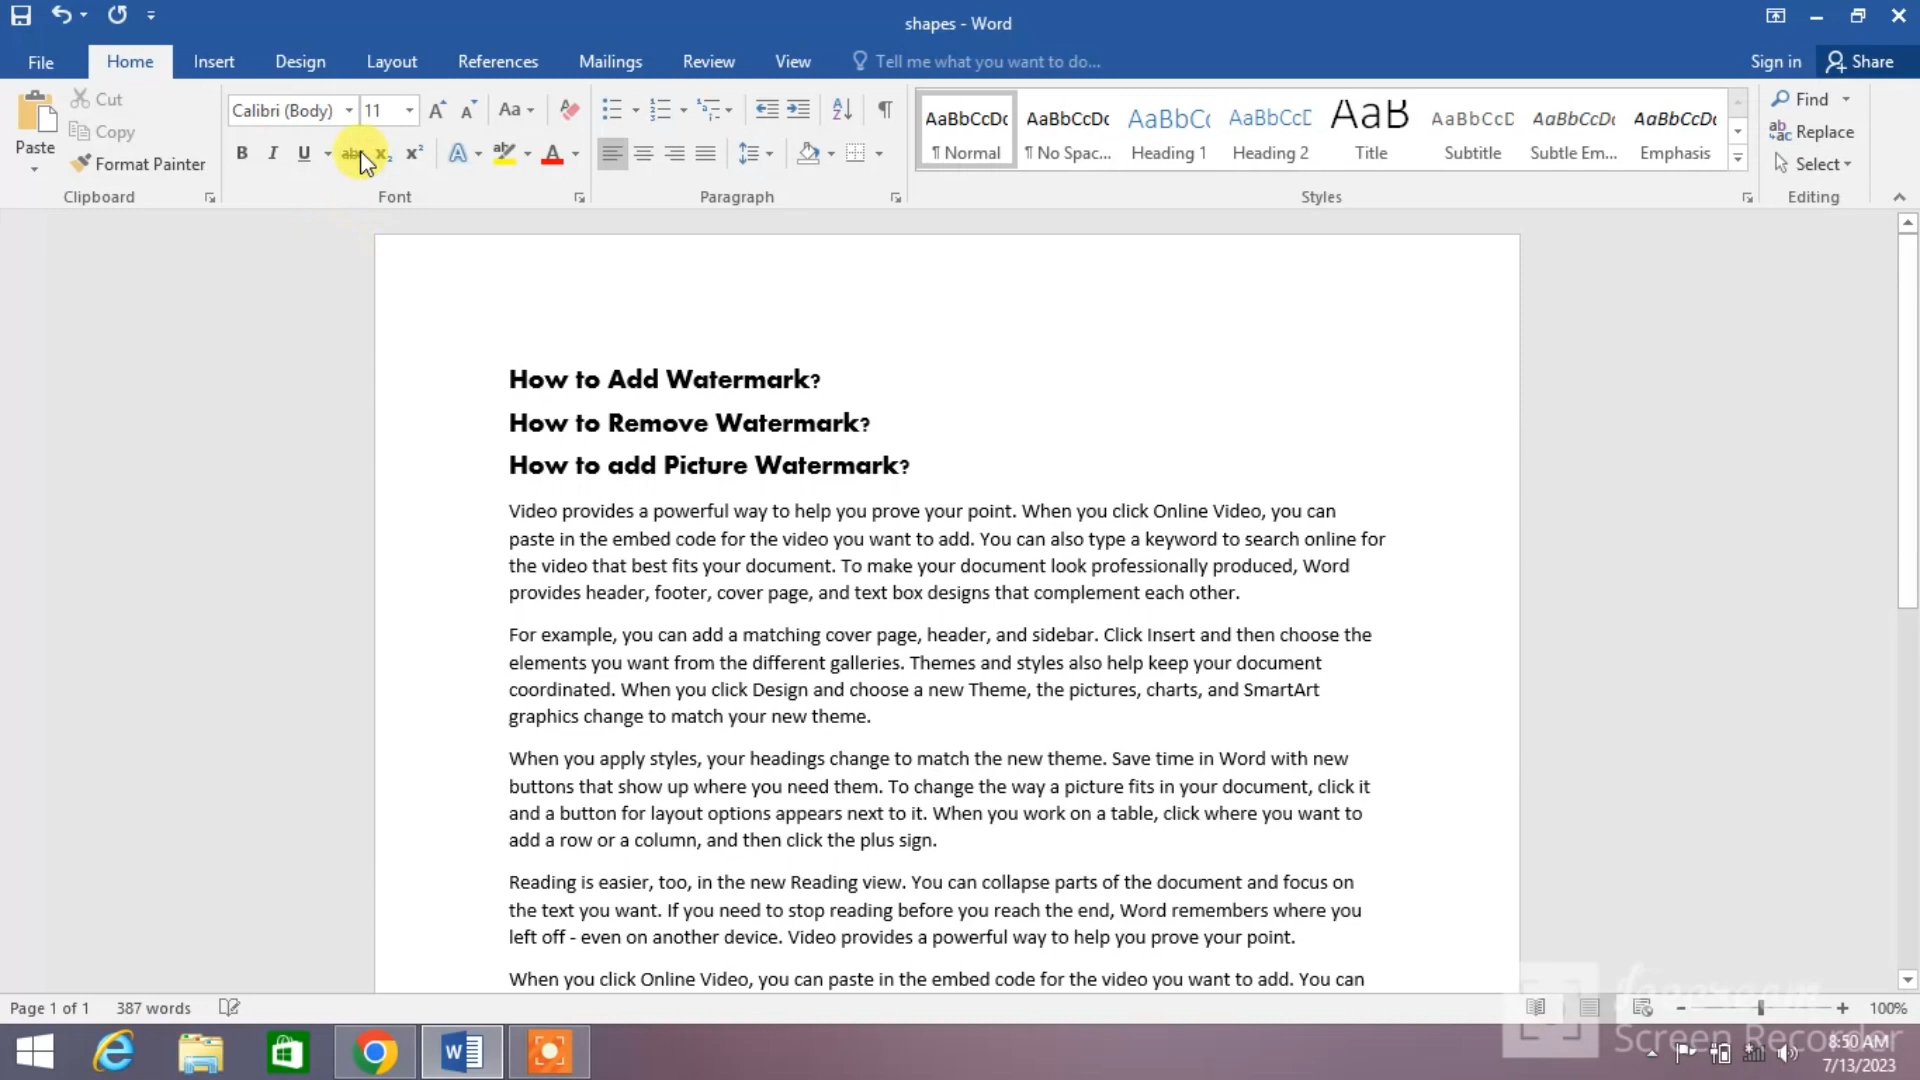 shapes - Word
File Home Insert Design Layout References Mailings Review View Tell me what you want to do... Sign in Share
Cut
Copy
Format Painter
Paste
Clipboard
Calibri (Body) 11
Aa
B I U abc x₂ x²
A
Font
Paragraph
AaBbCcDc AaBbCcDc AaBbCc AaBbCcD AaB AaBbCcD AaBbCcDc AaBbCcDc
¶ Normal ¶ No Spac... Heading 1 Heading 2 Title Subtitle Subtle Em... Emphasis
Styles
Find
Replace
Select
Editing
How to Add Watermark?
How to Remove Watermark?
How to add Picture Watermark?
Video provides a powerful way to help you prove your point. When you click Online Video, you can
paste in the embed code for the video you want to add. You can also type a keyword to search online for
the video that best fits your document. To make your document look professionally produced, Word
provides header, footer, cover page, and text box designs that complement each other.
For example, you can add a matching cover page, header, and sidebar. Click Insert and then choose the
elements you want from the different galleries. Themes and styles also help keep your document
coordinated. When you click Design and choose a new Theme, the pictures, charts, and SmartArt
graphics change to match your new theme.
When you apply styles, your headings change to match the new theme. Save time in Word with new
buttons that show up where you need them. To change the way a picture fits in your document, click it
and a button for layout options appears next to it. When you work on a table, click where you want to
add a row or a column, and then click the plus sign.
Reading is easier, too, in the new Reading view. You can collapse parts of the document and focus on
the text you want. If you need to stop reading before you reach the end, Word remembers where you
left off - even on another device. Video provides a powerful way to help you prove your point.
When you click Online Video, you can paste in the embed code for the video you want to add. You can
Page 1 of 1 387 words 100%
Screen Recorder
8:50 AM
7/13/2023